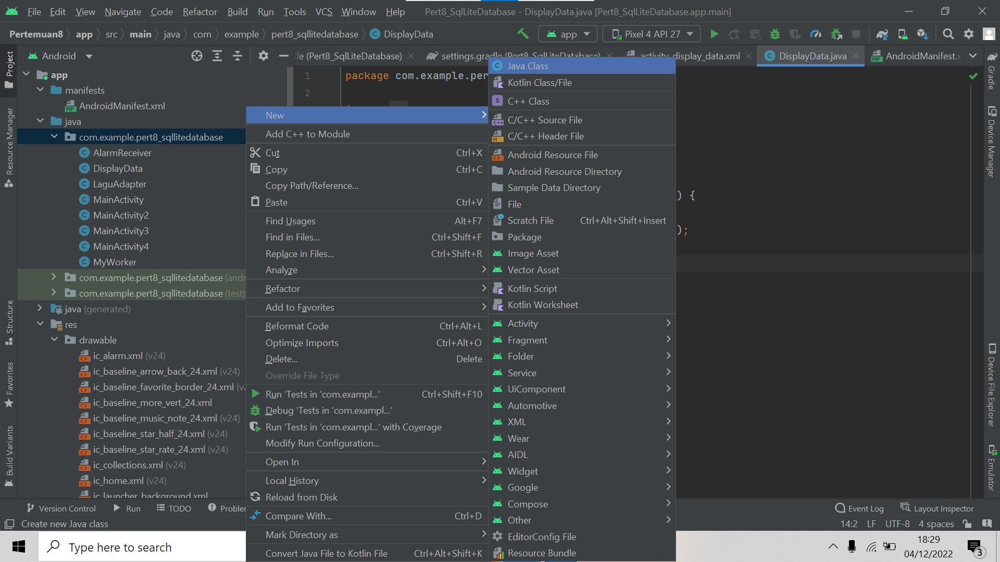 File Edit View Navigate Code Refactor Build Run Tools VCS Window Help Pert8_SqlLiteDatabase - DisplayData.java [Pert8_SqlLiteDatabase.app.main]
Pertemuan8 app src main java com example pert8_sqllitedatabase DisplayData app Pixel 4 API 27
Android
le (Pert8_SqlLiteDatabase) settings.gradle (Pert8_SqlLiteDatabase) activity_display_data.xml DisplayData.java AndroidManifest.x
Project
Resource Manager
Structure
Favorites
Build Variants
app
manifests
AndroidManifest.xml
java
com.example.pert8_sqllitedatabase
AlarmReceiver
DisplayData
LaguAdapter
MainActivity
MainActivity2
MainActivity3
MainActivity4
MyWorker
com.example.pert8_sqllitedatabase (andr
com.example.pert8_sqllitedatabase (test)
java (generated)
res
drawable
ic_alarm.xml (v24)
ic_baseline_arrow_back_24.xml (v24)
ic_baseline_favorite_border_24.xml (v2
ic_baseline_more_vert_24.xml
ic_baseline_music_note_24.xml (v24)
ic_baseline_star_half_24.xml (v24)
ic_baseline_star_rate_24.xml (v24)
ic_collections.xml (v24)
ic_home.xml (v24)
ic_launcher_background.xml
1 package com.example.per
2
) {
);
New
Add C++ to Module
Cut Ctrl+X
Copy Ctrl+C
Copy Path/Reference...
Paste Ctrl+V
Find Usages Alt+F7
Find in Files... Ctrl+Shift+F
Replace in Files... Ctrl+Shift+R
Analyze
Refactor
Add to Favorites
Reformat Code Ctrl+Alt+L
Optimize Imports Ctrl+Alt+O
Delete... Delete
Override File Type
Run 'Tests in 'com.exampl...' Ctrl+Shift+F10
Debug 'Tests in 'com.exampl...'
Run 'Tests in 'com.exampl...' with Coverage
Modify Run Configuration...
Open In
Local History
Reload from Disk
Compare With... Ctrl+D
Mark Directory as
Convert Java File to Kotlin File Ctrl+Alt+Shift+K
Java Class
Kotlin Class/File
C++ Class
C/C++ Source File
C/C++ Header File
Android Resource File
Android Resource Directory
Sample Data Directory
File
Scratch File Ctrl+Alt+Shift+Insert
Package
Image Asset
Vector Asset
Kotlin Script
Kotlin Worksheet
Activity
Fragment
Folder
Service
UiComponent
Automotive
XML
Wear
AIDL
Widget
Google
Compose
Other
EditorConfig File
Resource Bundle
Gradle
Device Manager
Device File Explorer
Emulator
Version Control Run TODO Problem Event Log Layout Inspector
Create new Java class 14:2 LF UTF-8 4 spaces
Type here to search
18:29
04/12/2022
3